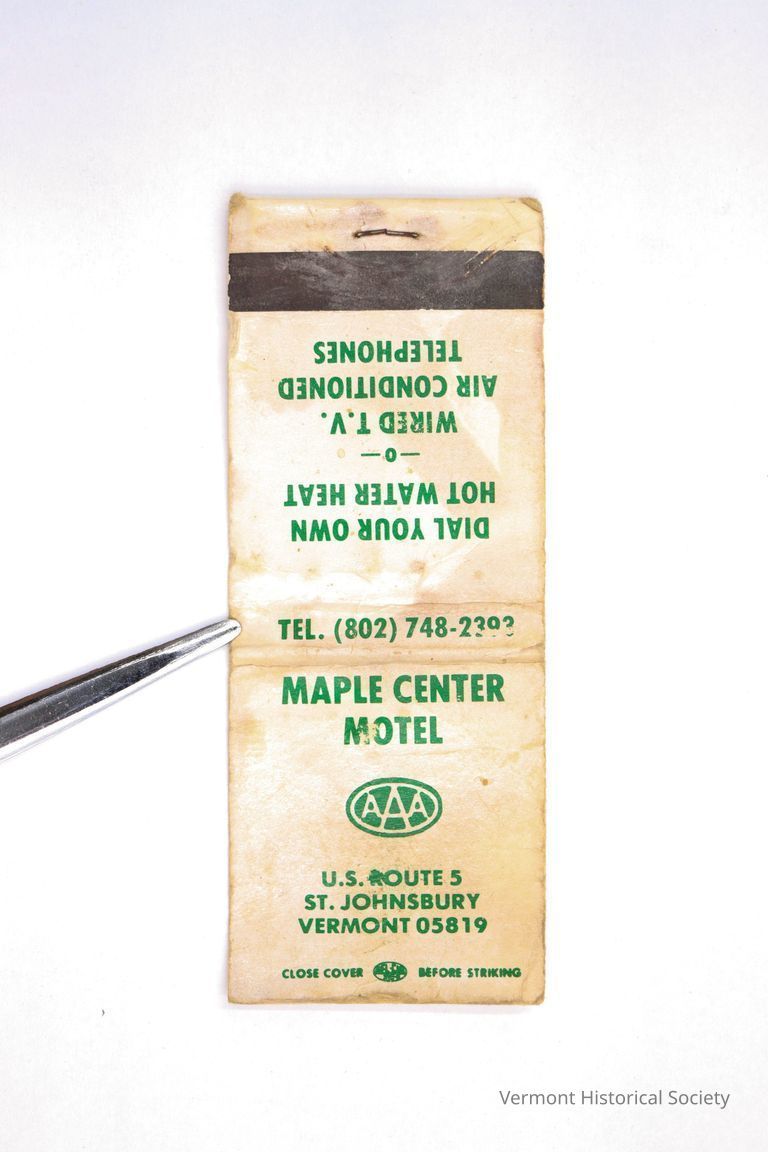 DIAL YOUR OWN
HOT WATER HEAT
—o—
WIRED T.V.
AIR CONDITIONED
TELEPHONES
TEL. (802) 748-2393
MAPLE CENTER
MOTEL
AAA
U.S. ROUTE 5
ST. JOHNSBURY
VERMONT 05819
CLOSE COVER BEFORE STRIKING
Vermont Historical Society